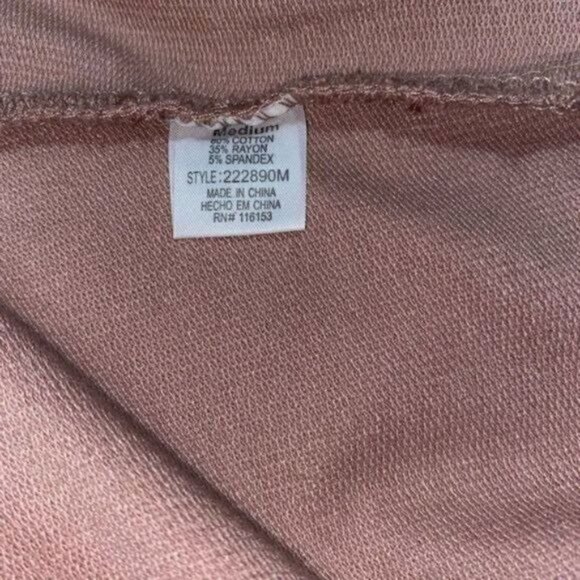 Medium
60% COTTON
35% RAYON
5% SPANDEX
STYLE:222890M
MADE IN CHINA
HECHO EM CHINA
RN# 116153